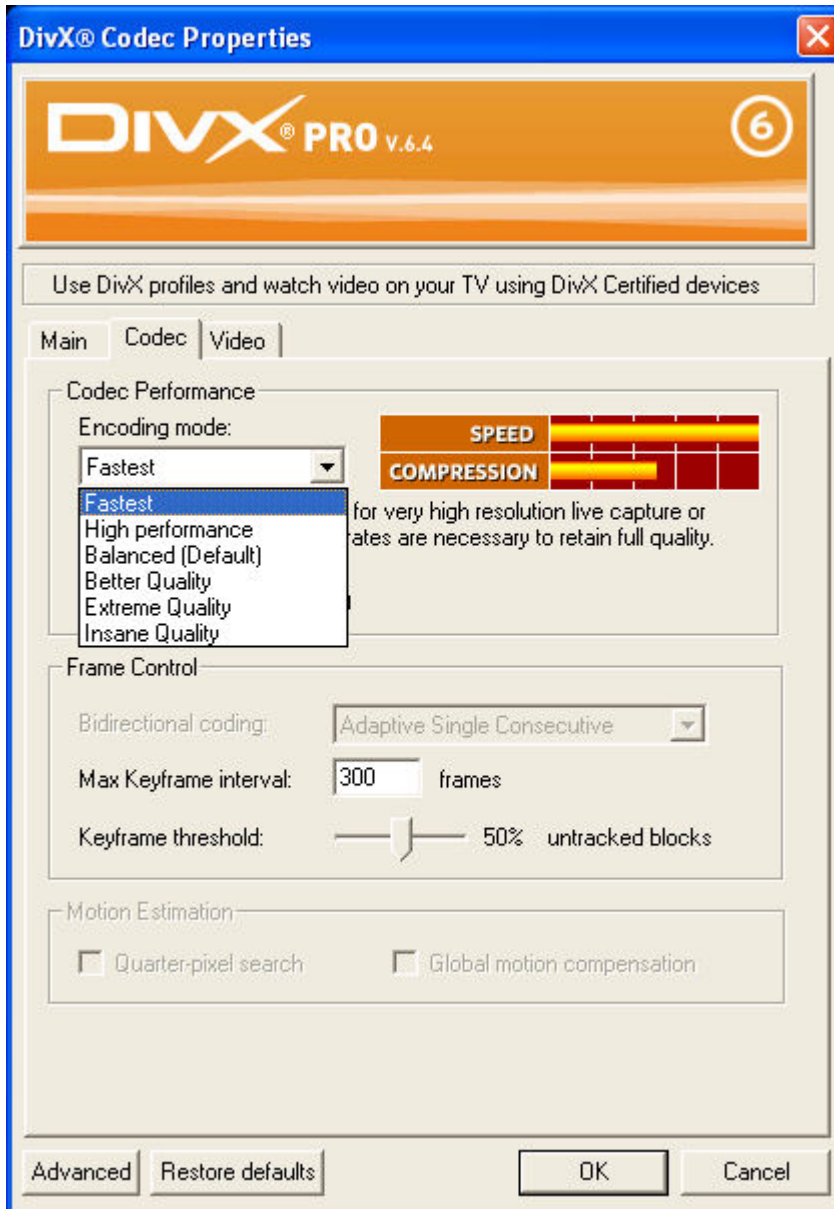 DivX® Codec Properties
DIVX® PRO V.6.4
6
Use DivX profiles and watch video on your TV using DivX Certified devices
Main Codec Video
Codec Performance
Encoding mode:
SPEED
Fastest
COMPRESSION
Fastest
for very high resolution live capture or
High performance
rates are necessary to retain full quality.
Balanced (Default)
Better Quality
Extreme Quality
Insane Quality
Frame Control
Bidirectional coding: Adaptive Single Consecutive
Max Keyframe interval: 300 frames
Keyframe threshold: 50% untracked blocks
Motion Estimation
Quarter-pixel search Global motion compensation
Advanced Restore defaults OK Cancel